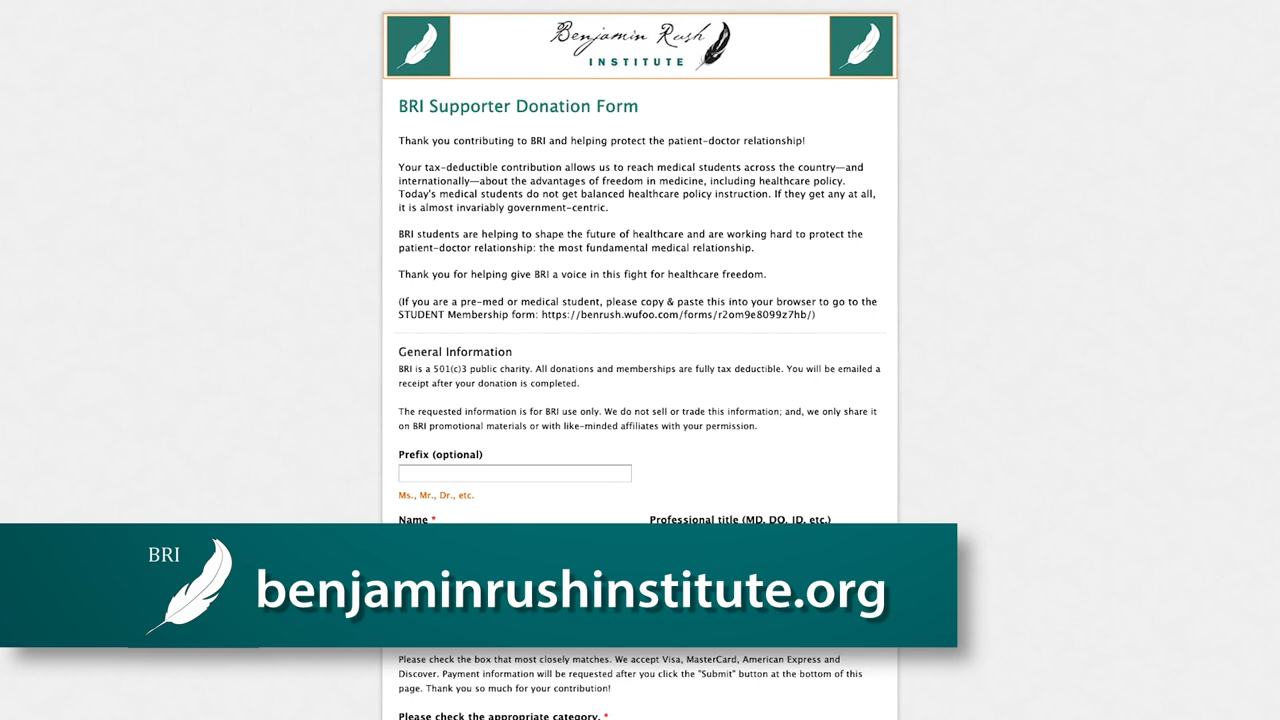 Benjamin Rush
INSTITUTE
BRI Supporter Donation Form
Thank you contributing to BRI and helping protect the patient-doctor relationship!
Your tax-deductible contribution allows us to reach medical students across the country—and
internationally—about the advantages of freedom in medicine, including healthcare policy.
Today's medical students do not get balanced healthcare policy instruction. If they get any at all,
it is almost invariably government-centric.
BRI students are helping to shape the future of healthcare and are working hard to protect the
patient-doctor relationship: the most fundamental medical relationship.
Thank you for helping give BRI a voice in this fight for healthcare freedom.
(If you are a pre-med or medical student, please copy & paste this into your browser to go to the
STUDENT Membership form: https://benrush.wufoo.com/forms/r2om9e8099z7hb/)
General Information
BRI is a 501(c)3 public charity. All donations and memberships are fully tax deductible. You will be emailed a
receipt after your donation is completed.
The requested information is for BRI use only. We do not sell or trade this information; and, we only share it
on BRI promotional materials or with like-minded affiliates with your permission.
Prefix (optional)
Ms., Mr., Dr., etc.
Name * Professional title (MD, DO, JD, etc.)
BRI
benjaminrushinstitute.org
Please check the box that most closely matches. We accept Visa, MasterCard, American Express and
Discover. Payment information will be requested after you click the "Submit" button at the bottom of this
page. Thank you so much for your contribution!
Please check the appropriate category. *